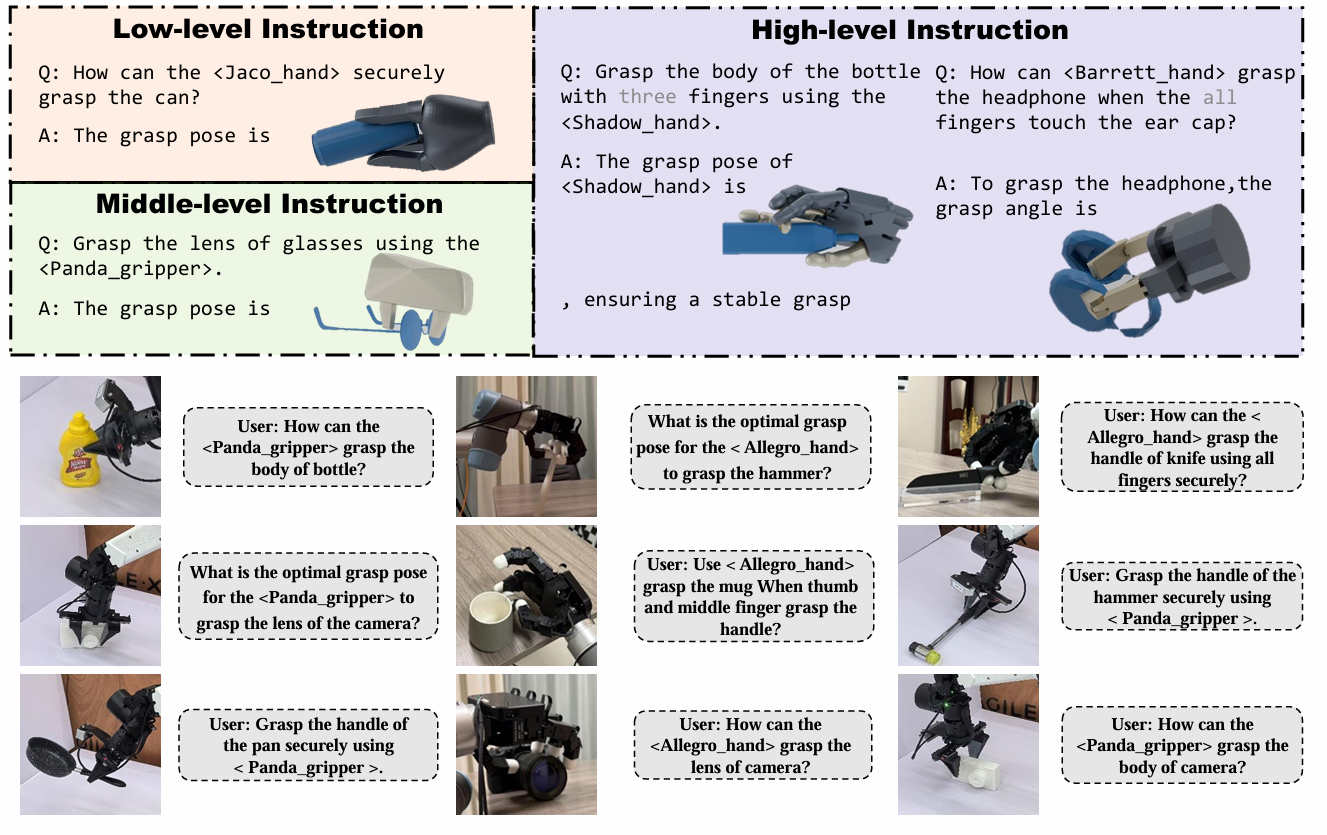 Low-level Instruction
Q: How can the <Jaco_hand> securely
grasp the can?
A: The grasp pose is
Middle-level Instruction
Q: Grasp the lens of glasses using the
<Panda_gripper>.
A: The grasp pose is
High-level Instruction
Q: Grasp the body of the bottle
with three fingers using the
<Shadow_hand>.
A: The grasp pose of
<Shadow_hand> is
, ensuring a stable grasp
Q: How can <Barrett_hand> grasp
the headphone when the all
fingers touch the ear cap?
A: To grasp the headphone,the
grasp angle is
User: How can the
<Panda_gripper> grasp the
body of bottle?
What is the optimal grasp
pose for the < Allegro_hand>
to grasp the hammer?
User: How can the <
Allegro_hand> grasp the
handle of knife using all
fingers securely?
What is the optimal grasp pose
for the <Panda_gripper> to
grasp the lens of the camera?
User: Use < Allegro_hand>
grasp the mug When thumb
and middle finger grasp the
handle?
User: Grasp the handle of the
hammer securely using
< Panda_gripper >.
User: Grasp the handle of
the pan securely using
< Panda_gripper >.
User: How can the
<Allegro_hand> grasp the
lens of camera?
User: How can the
<Panda_gripper> grasp the
body of camera?